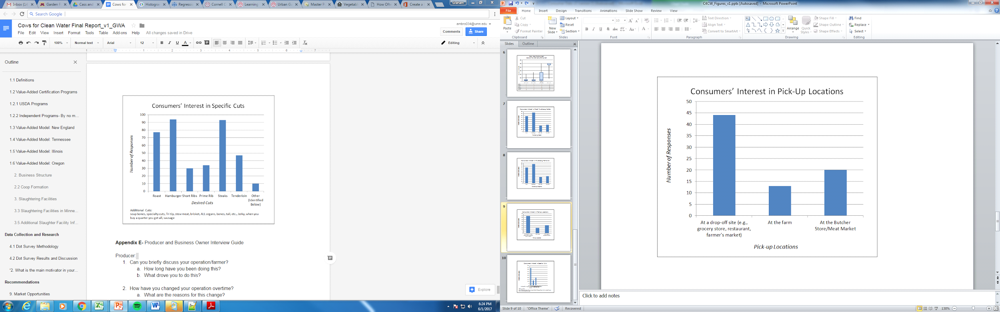 Inbox (14
Garden F
Cass and
Cows for
Histogran
Regressi
Cornell C
Learning
Urban Gu
Master P
Vegetabl
How Ofte
Create a l
Graham
Search Google
Cows for Clean Water Final Report_v1_GWA
ambro034@umn.edu
File Edit View Insert Format Tools Table Add-ons Help All changes saved in Drive
Comments
Share
100% Normal text Arial 12 B I U A Editing
1 1 2 3 4 5 6 7
Outline
1.1 Definitions
1.2 Value-Added Certification Programs
1.2.1 USDA Programs
1.2.2 Independent Programs- By no m...
1.3 Value-Added Model: New England
1.4 Value-Added Model: Tennessee
1.5 Value-Added Model: Illinois
1.6 Value-Added Model: Oregon
2. Business Structure
2.2 Coop Formation
3. Slaughtering Facilities
3.3 Slaughtering Facilities in Minne...
3.5 Additional Slaughter Facility Inf...
Data Collection and Research
4.1 Dot Survey Methodology
4.2 Dot Survey Results and Discussion
"2. What is the main motivator in your...
Recommendations
9. Market Opportunities
Consumers' Interest in Specific Cuts
100
90
80
70
60
50
40
30
20
10
0
Number of Responses
Roast Hamburger Short Ribs Prime Rib Steaks Tenderloin Other
(Identified
Below)
Desired Cuts
Additional Cuts:
soup bones, specialty cuts, Tri tip, stew meat, brisket, ALL organs, bones, tail, etc., Jerky, when you
buy a quarter you get all, sausage
Appendix E- Producer and Business Owner Interview Guide
Producer:
1. Can you briefly discuss your operation/farmer?
a. How long have you been doing this?
b. What drove you to do this?
2. How have you changed your operation overtime?
a. What are the reasons for this change?
Explore
6:24 PM
6/1/2017
C4CW_Figures_v1.pptx [Autosaved] - Microsoft PowerPoint
File Home Insert Design Transitions Animations Slide Show Review View
Paste
Cut
Copy
Format Painter
Clipboard
New
Slide
Layout
Reset
Section
Slides
10
B I U S abc AV Aa A
Font
Text Direction
Align Text
Convert to SmartArt
Paragraph
Arrange
Quick
Styles
Shape Fill
Shape Outline
Shape Effects
Drawing
Find
Replace
Select
Editing
Slides Outline
6
7
8
9
10
Consumers' Interest in Pick-Up Locations
50
45
40
35
30
25
20
15
10
5
0
Number of Responses
At a drop-off site (e.g.,
grocery store, restaurant,
farmer's market)
At the farm
At the Butcher
Store/Meat Market
Pick-up Locations
Click to add notes
Slide 9 of 10 "Office Theme" Recovered 130%